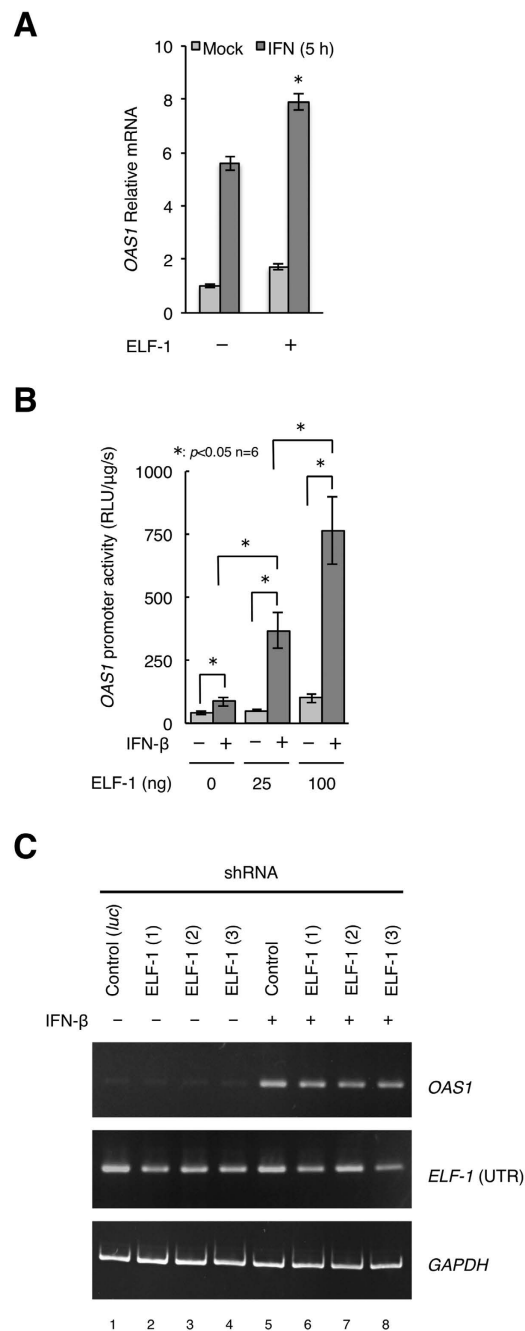 A
10
Mock IFN (5 h)
*
8
6
4
2
0
OAS1 Relative mRNA
ELF-1 – +
B
*
*: p<0.05 n=6
1000
*
750
*
500
*
250
*
0
OAS1 promoter activity (RLU/µg/s)
IFN-β – + – + – +
ELF-1 (ng) 0 25 100
C
shRNA
Control (luc) ELF-1 (1) ELF-1 (2) ELF-1 (3) Control ELF-1 (1) ELF-1 (2) ELF-1 (3)
IFN-β – – – – + + + +
OAS1
ELF-1 (UTR)
GAPDH
1 2 3 4 5 6 7 8